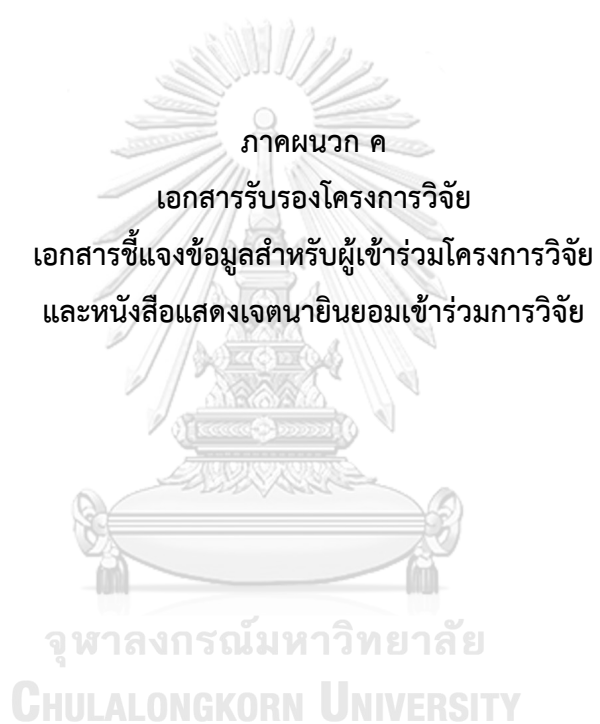 ภาคผนวก ค
เอกสารรับรองโครงการวิจัย
เอกสารชี้แจงข้อมูลสำหรับผู้เข้าร่วมโครงการวิจัย
และหนังสือแสดงเจตนายินยอมเข้าร่วมการวิจัย
จุฬาลงกรณ์มหาวิทยาลัย
CHULALONGKORN UNIVERSITY